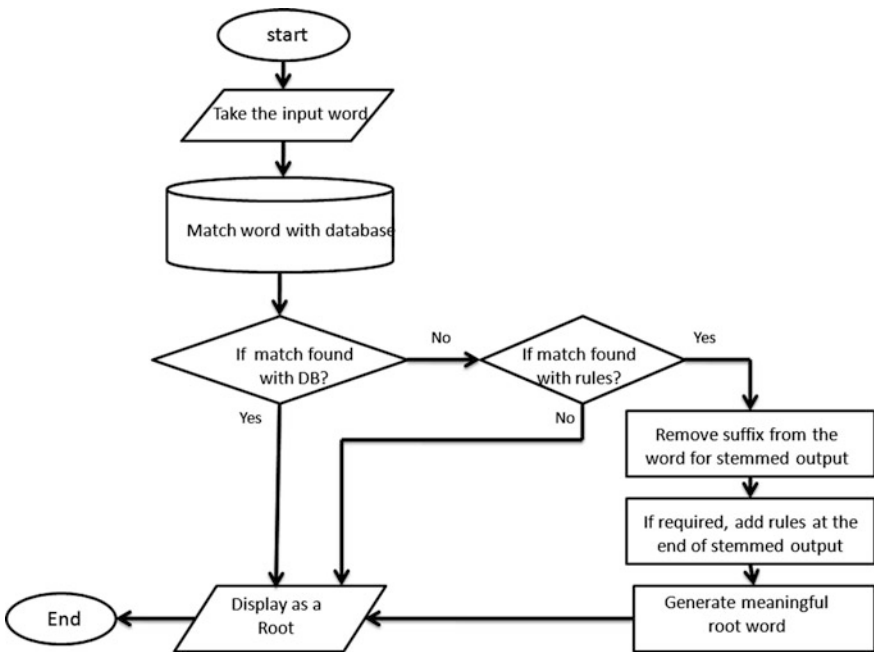 start
Take the input word
Match word with database
If match found
with DB?
No
If match found
with rules?
Yes
Yes
No
Remove suffix from the
word for stemmed output
If required, add rules at the
end of stemmed output
Generate meaningful
root word
Display as a
Root
End